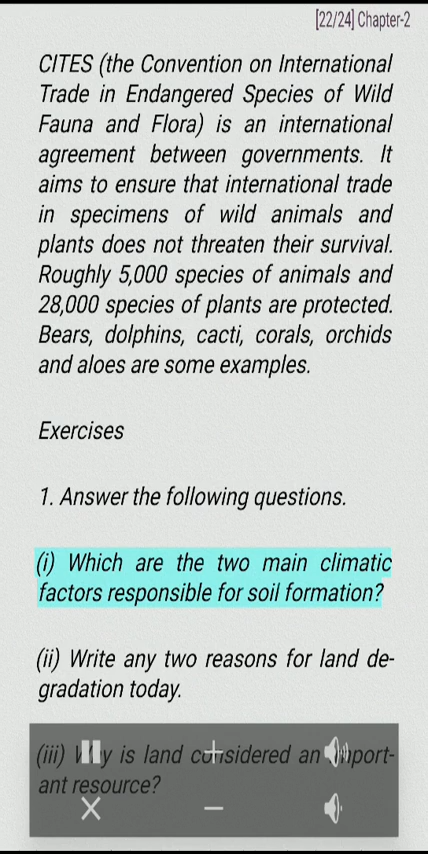 [22/24] Chapter-2
CITES (the Convention on International
Trade in Endangered Species of Wild
Fauna and Flora) is an international
agreement between governments. It
aims to ensure that international trade
in specimens of wild animals and
plants does not threaten their survival.
Roughly 5,000 species of animals and
28,000 species of plants are protected.
Bears, dolphins, cacti, corals, orchids
and aloes are some examples.
Exercises
1. Answer the following questions.
(i) Which are the two main climatic
factors responsible for soil formation?
(ii) Write any two reasons for land de-
gradation today.
(iii) Why is land considered an import-
ant resource?